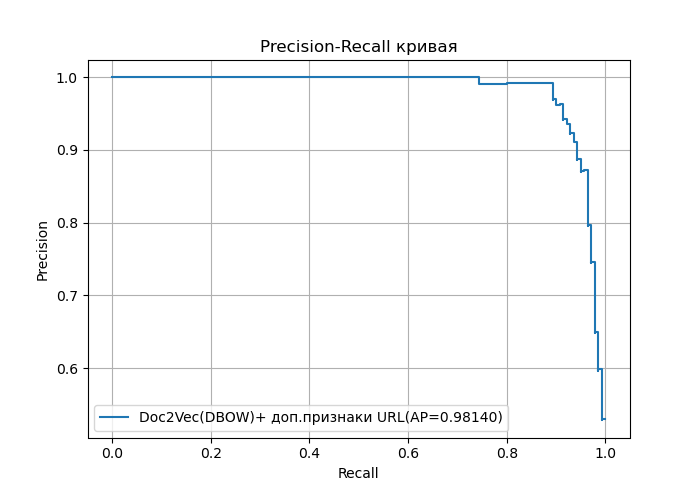 Precision-Recall кривая
Precision
1.0
0.9
0.8
0.7
0.6
Doc2Vec(DBOW)+ доп.признаки URL(AP=0.98140)
0.0 0.2 0.4 0.6 0.8 1.0
Recall